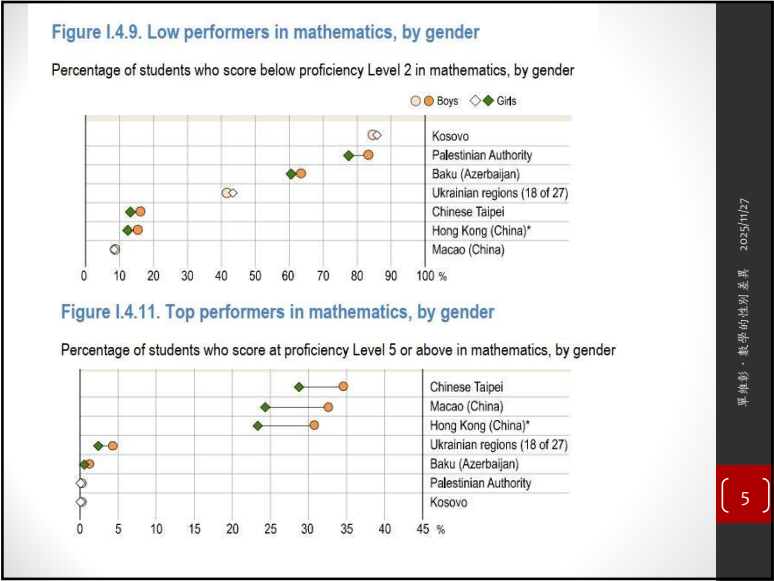 Figure I.4.9. Low performers in mathematics, by gender
Percentage of students who score below proficiency Level 2 in mathematics, by gender
Boys Girls
Kosovo
Palestinian Authority
Baku (Azerbaijan)
Ukrainian regions (18 of 27)
Chinese Taipei
Hong Kong (China)*
Macao (China)
0 10 20 30 40 50 60 70 80 90 100 %
Figure I.4.11. Top performers in mathematics, by gender
Percentage of students who score at proficiency Level 5 or above in mathematics, by gender
Chinese Taipei
Macao (China)
Hong Kong (China)*
Ukrainian regions (18 of 27)
Baku (Azerbaijan)
Palestinian Authority
Kosovo
0 5 10 15 20 25 30 35 40 45 %
單維彰・數學的性別差異 2025/11/27
5